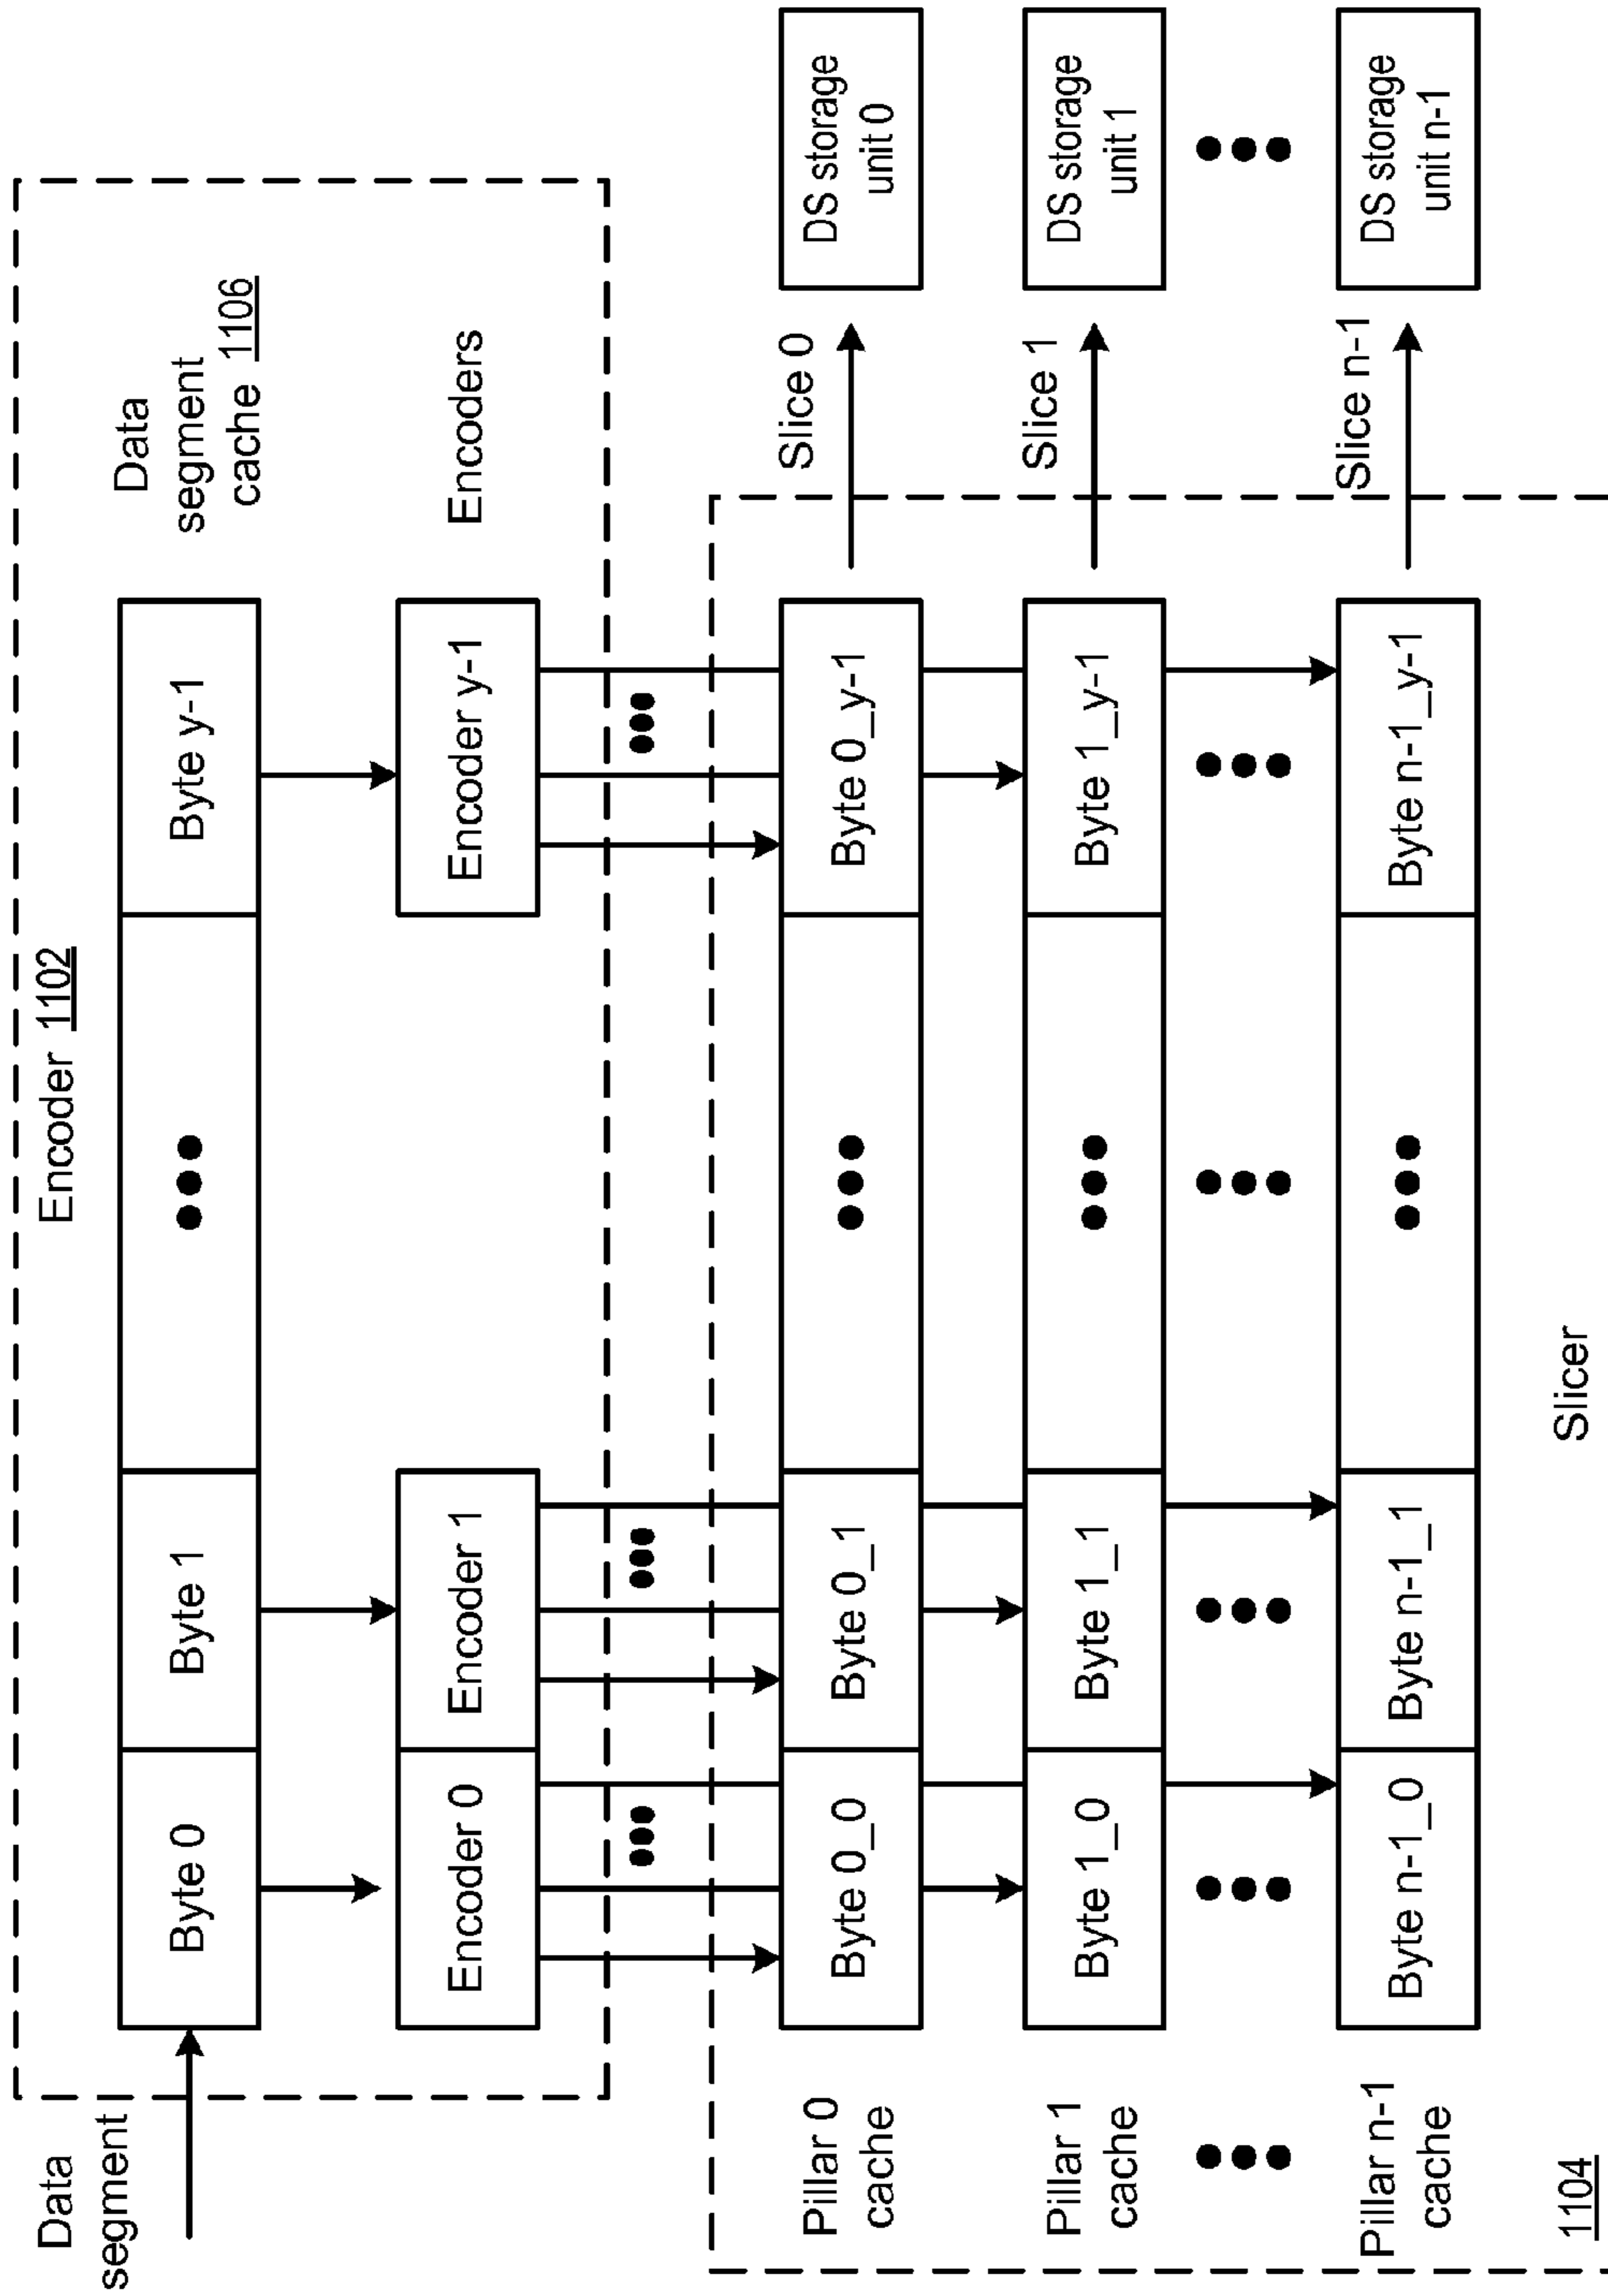 Encoder 1102
Data
segment
Byte 0
Byte 1
Byte y-1
Data
segment
cache 1106
Encoder 0
Encoder 1
Encoder y-1
Encoders
Pillar 0
cache
Byte 0_0
Byte 0_1
Byte 0_y-1
Slice 0
DS storage
unit 0
Pillar 1
cache
Byte 1_0
Byte 1_1
Byte 1_y-1
Slice 1
DS storage
unit 1
Pillar n-1
cache
Byte n-1_0
Byte n-1_1
Byte n-1_y-1
Slice n-1
DS storage
unit n-1
1104
Slicer